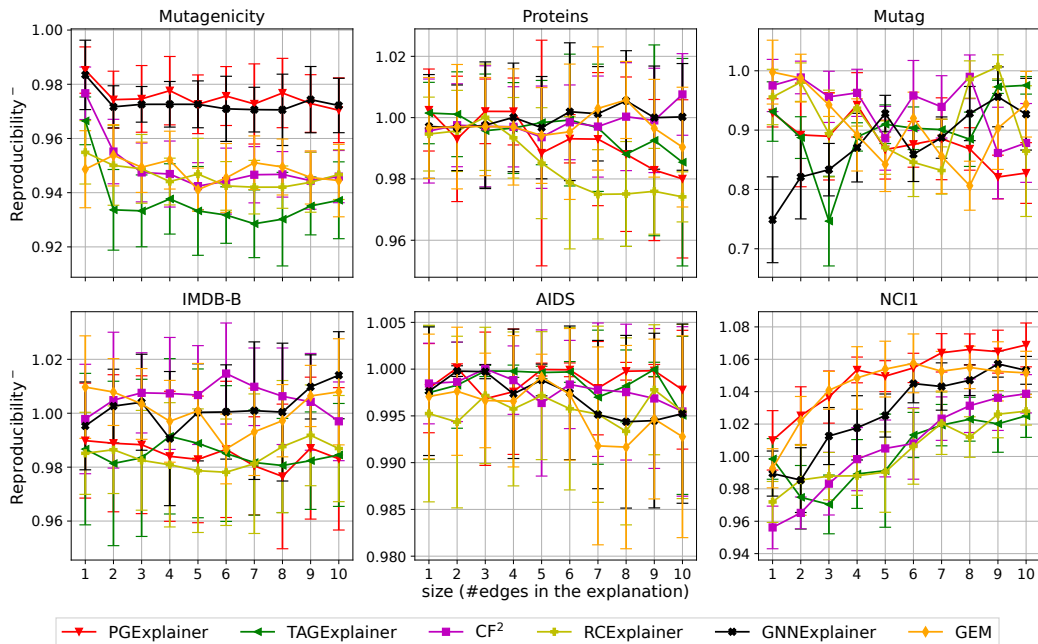 Mutagenicity
Proteins
Mutag
Reproducibility⁻
1.00
0.98
0.96
0.94
0.92
1.02
1.00
0.98
0.96
1.0
0.9
0.8
0.7
IMDB-B
AIDS
NCI1
Reproducibility⁻
1.02
1.00
0.98
0.96
1.005
1.000
0.995
0.990
0.985
0.980
1.08
1.06
1.04
1.02
1.00
0.98
0.96
0.94
1 2 3 4 5 6 7 8 9 10
1 2 3 4 5 6 7 8 9 10
1 2 3 4 5 6 7 8 9 10
size (#edges in the explanation)
PGExplainer TAGExplainer CF² RCExplainer GNNExplainer GEM